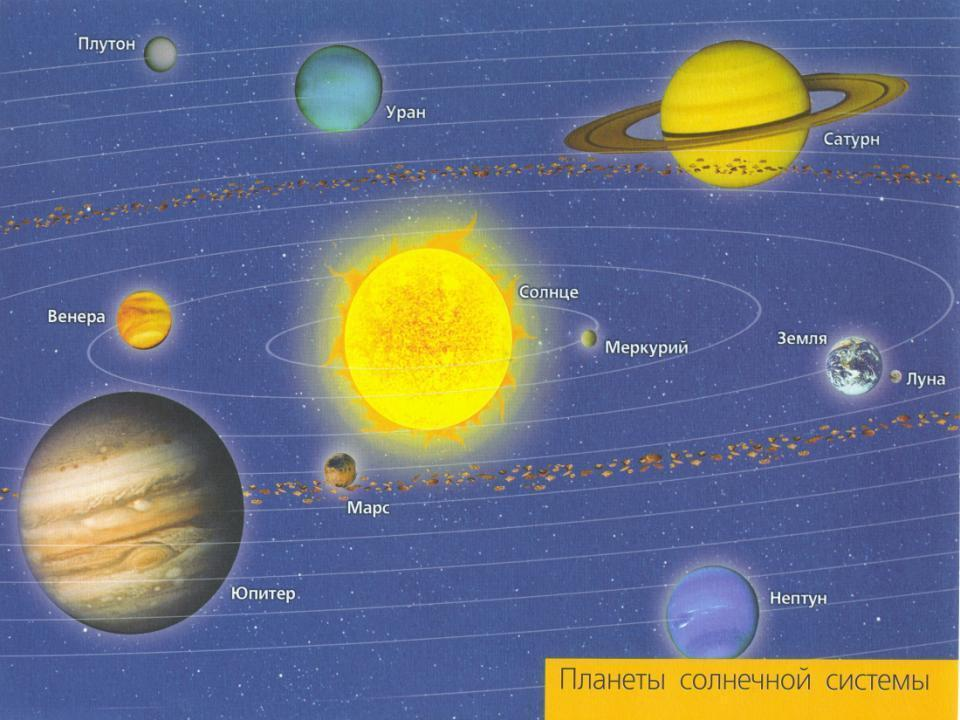 Плутон
Уран
Сатурн
Солнце
Венера
Меркурий
Земля
Луна
Марс
Юпитер
Нептун
Планеты солнечной системы